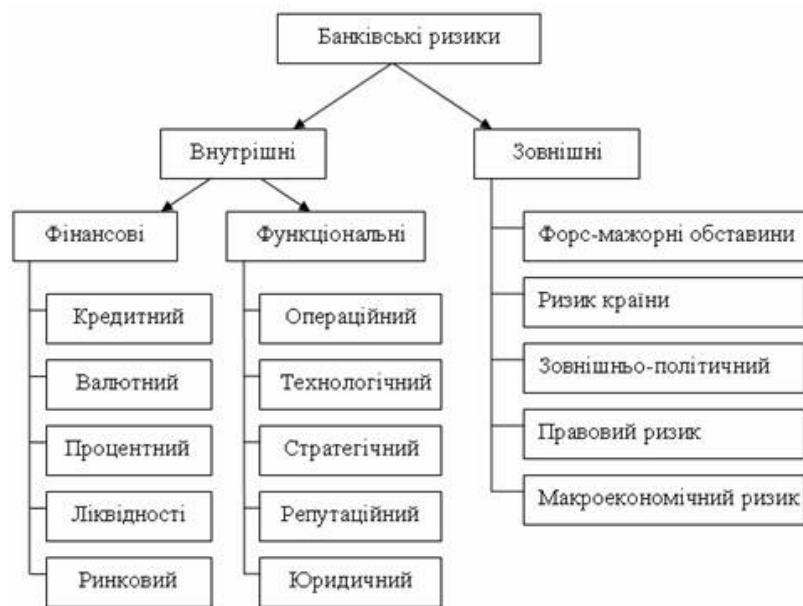 Банківські ризики
Внутрішні
Зовнішні
Фінансові
Функціональні
Кредитний
Валютний
Процентний
Ліквідності
Ринковий
Операційний
Технологічний
Стратегічний
Репутаційний
Юридичний
Форс-мажорні обставини
Ризик країни
Зовнішньо-політичний
Правовий ризик
Макроекономічний ризик